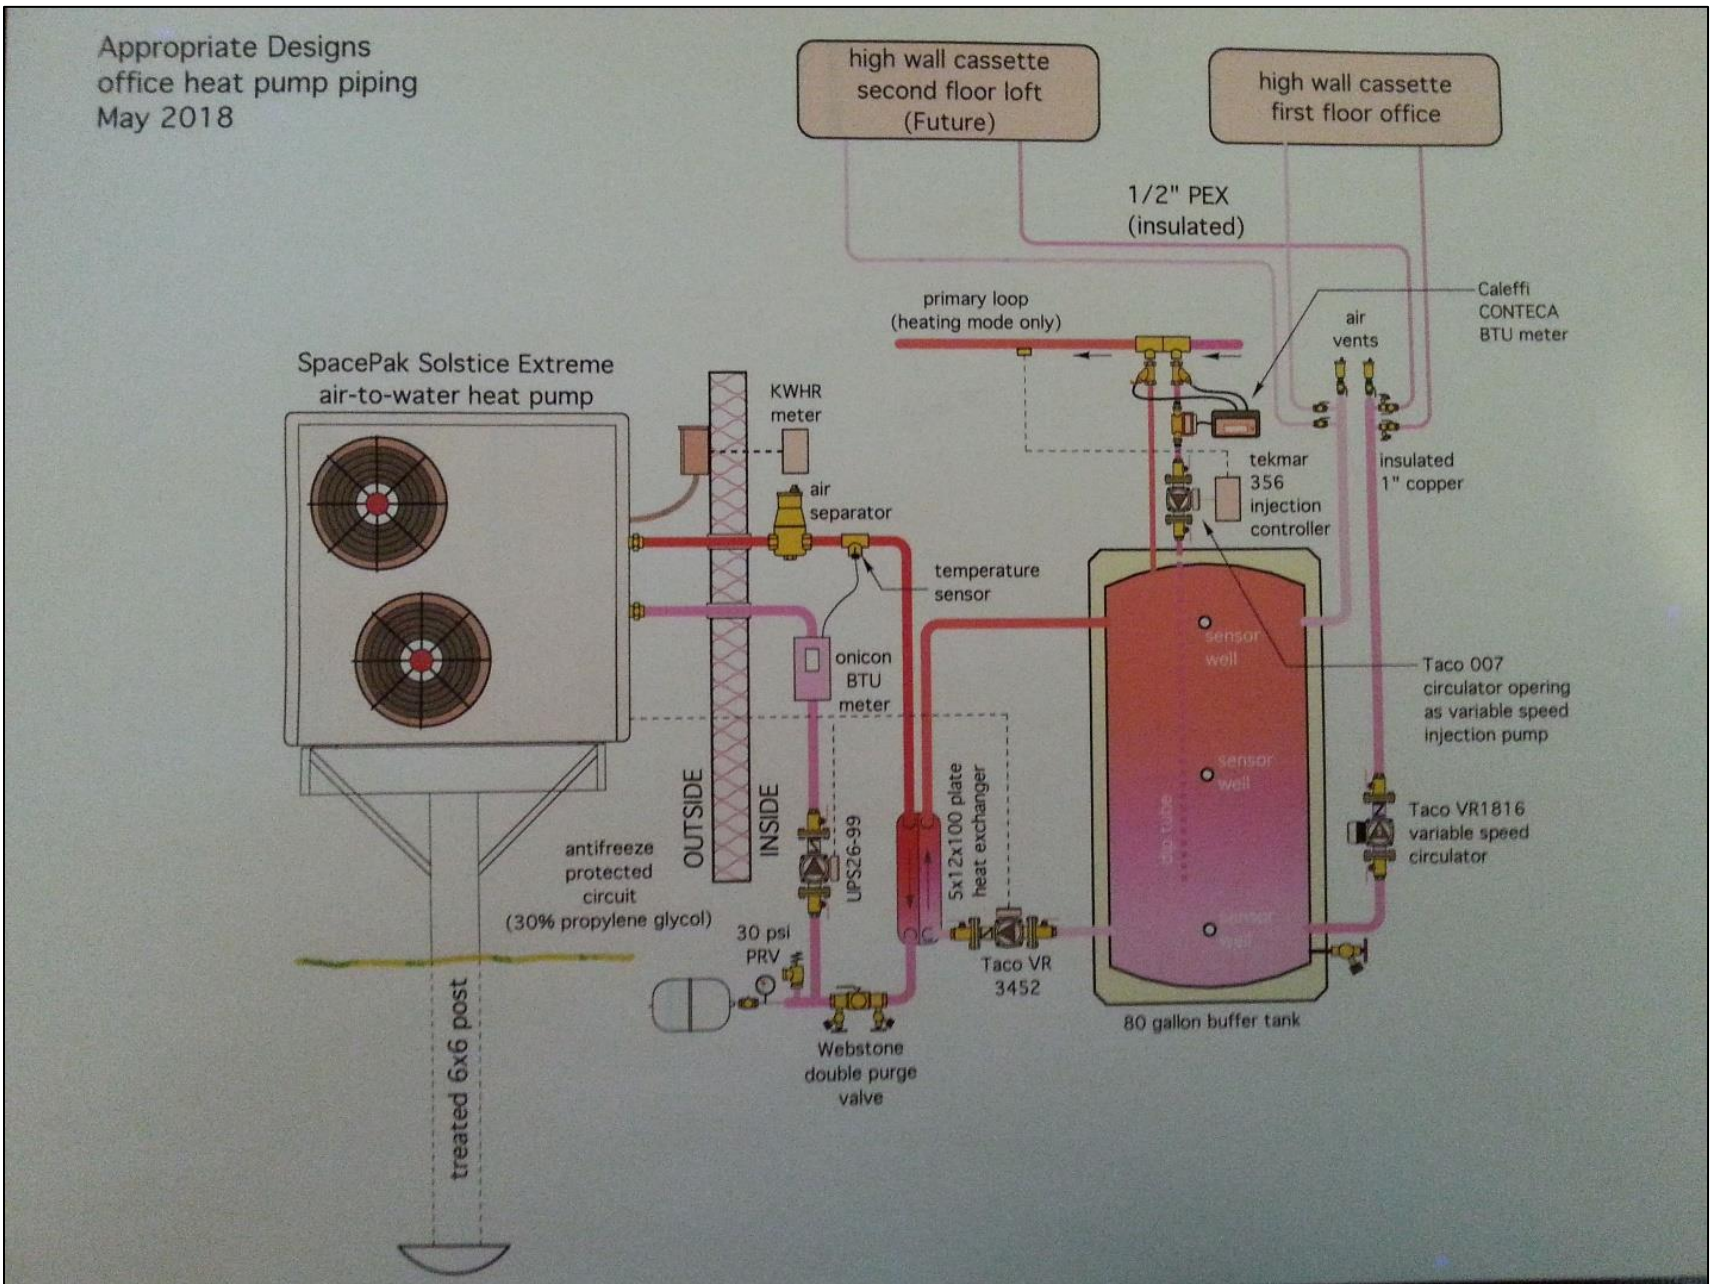 Appropriate Designs
office heat pump piping
May 2018
high wall cassette
second floor loft
(Future)
high wall cassette
first floor office
1/2" PEX
(insulated)
primary loop
(heating mode only)
air
vents
Caleffi
CONTECA
BTU meter
SpacePak Solstice Extreme
air-to-water heat pump
KWHR
meter
air
separator
temperature
sensor
tekmar
356
injection
controller
insulated
1" copper
onicon
BTU
meter
sensor
well
Taco 007
circulator opering
as variable speed
injection pump
OUTSIDE
INSIDE
UPS26-99
5x12x100 plate
heat exchanger
sensor
well
dip tube
Taco VR1816
variable speed
circulator
antifreeze
protected
circuit
(30% propylene glycol)
30 psi
PRV
Taco VR
3452
sensor
well
80 gallon buffer tank
Webstone
double purge
valve
treated 6x6 post